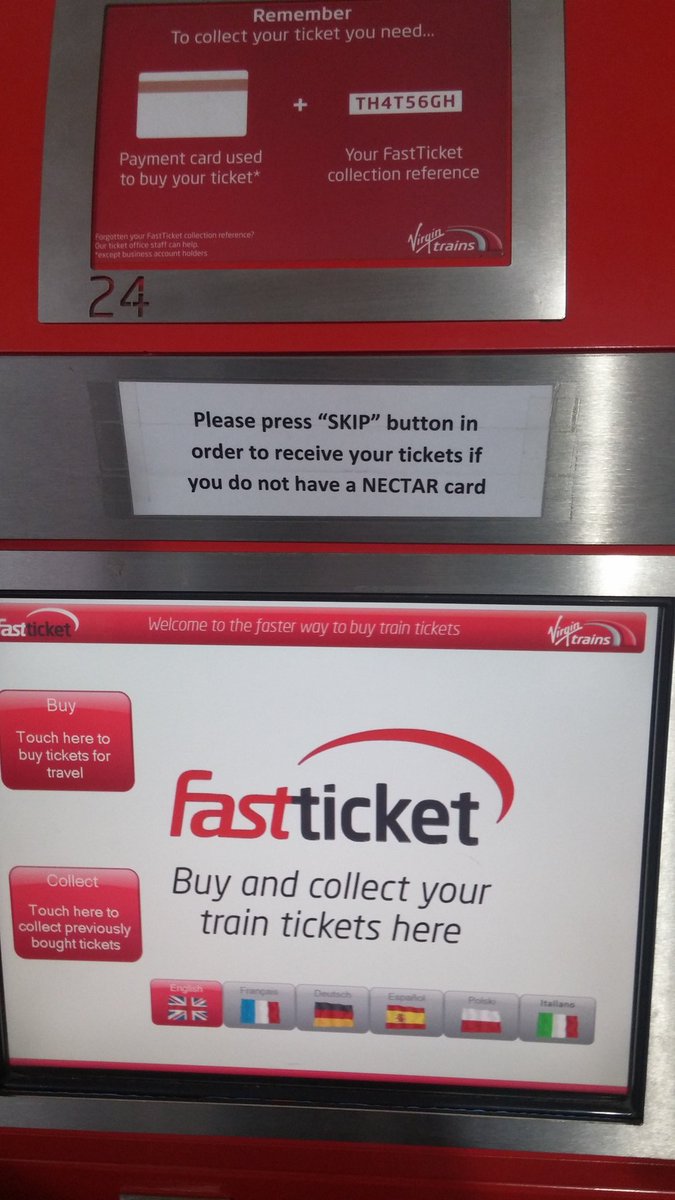 Remember
To collect your ticket you need...
+
TH4T56GH
Payment card used
to buy your ticket*
Your FastTicket
collection reference
Forgotten your FastTicket collection reference?
Our ticket office staff can help.
*except business account holders
Virgin trains
24
Please press “SKIP” button in
order to receive your tickets if
you do not have a NECTAR card
fastticket
Welcome to the faster way to buy train tickets
Virgin trains
Buy
Touch here to
buy tickets for
travel
fastticket
Buy and collect your
train tickets here
Collect
Touch here to
collect previously
bought tickets
English
Français
Deutsch
Español
Polski
Italiano